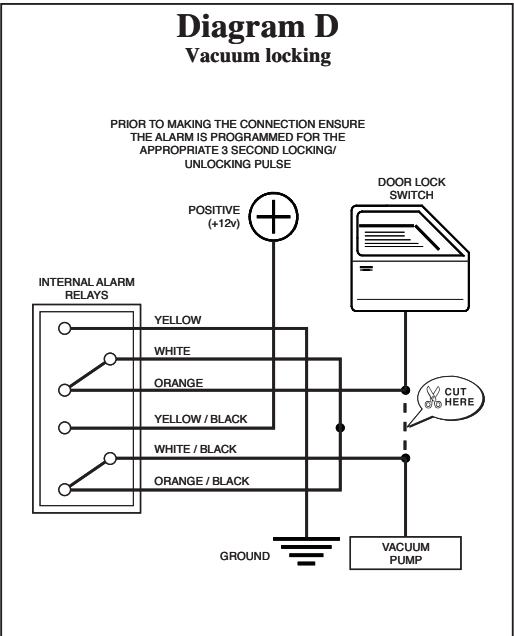 Diagram D
Vacuum locking
PRIOR TO MAKING THE CONNECTION ENSURE
THE ALARM IS PROGRAMMED FOR THE
APPROPRIATE 3 SECOND LOCKING/
UNLOCKING PULSE
DOOR LOCK
SWITCH
POSITIVE
(+12v)
INTERNAL ALARM
RELAYS
YELLOW
WHITE
ORANGE
CUT
HERE
YELLOW / BLACK
WHITE / BLACK
ORANGE / BLACK
GROUND
VACUUM
PUMP